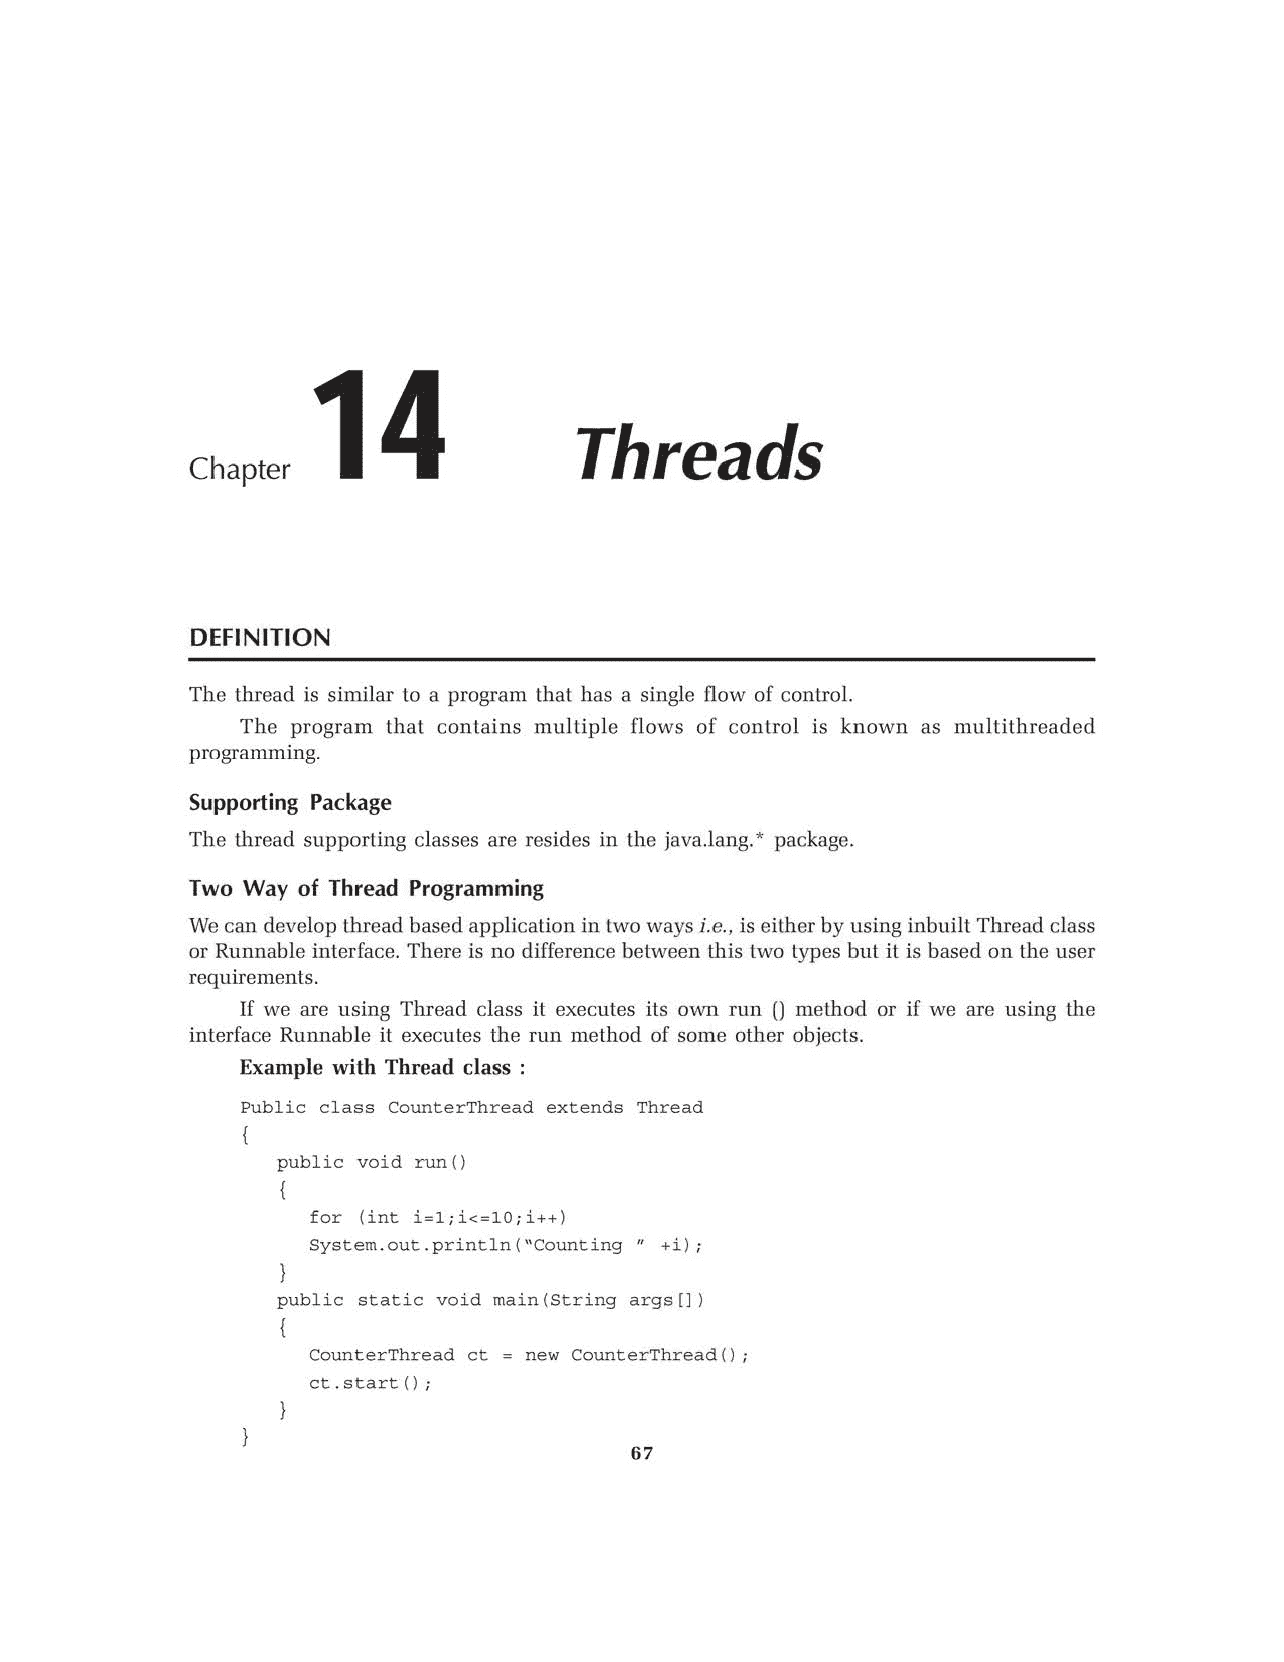 Chapter 14 Threads
DEFINITION
The thread is similar to a program that has a single flow of control.
The program that contains multiple flows of control is known as multithreaded
programming.
Supporting Package
The thread supporting classes are resides in the java.lang.* package.
Two Way of Thread Programming
We can develop thread based application in two ways i.e., is either by using inbuilt Thread class
or Runnable interface. There is no difference between this two types but it is based on the user
requirements.
If we are using Thread class it executes its own run () method or if we are using the
interface Runnable it executes the run method of some other objects.
Example with Thread class :
Public class CounterThread extends Thread
{
public void run()
{
for (int i=1;i<=10;i++)
System.out.println(“Counting ” +i);
}
public static void main(String args[])
{
CounterThread ct = new CounterThread();
ct.start();
}
}
67